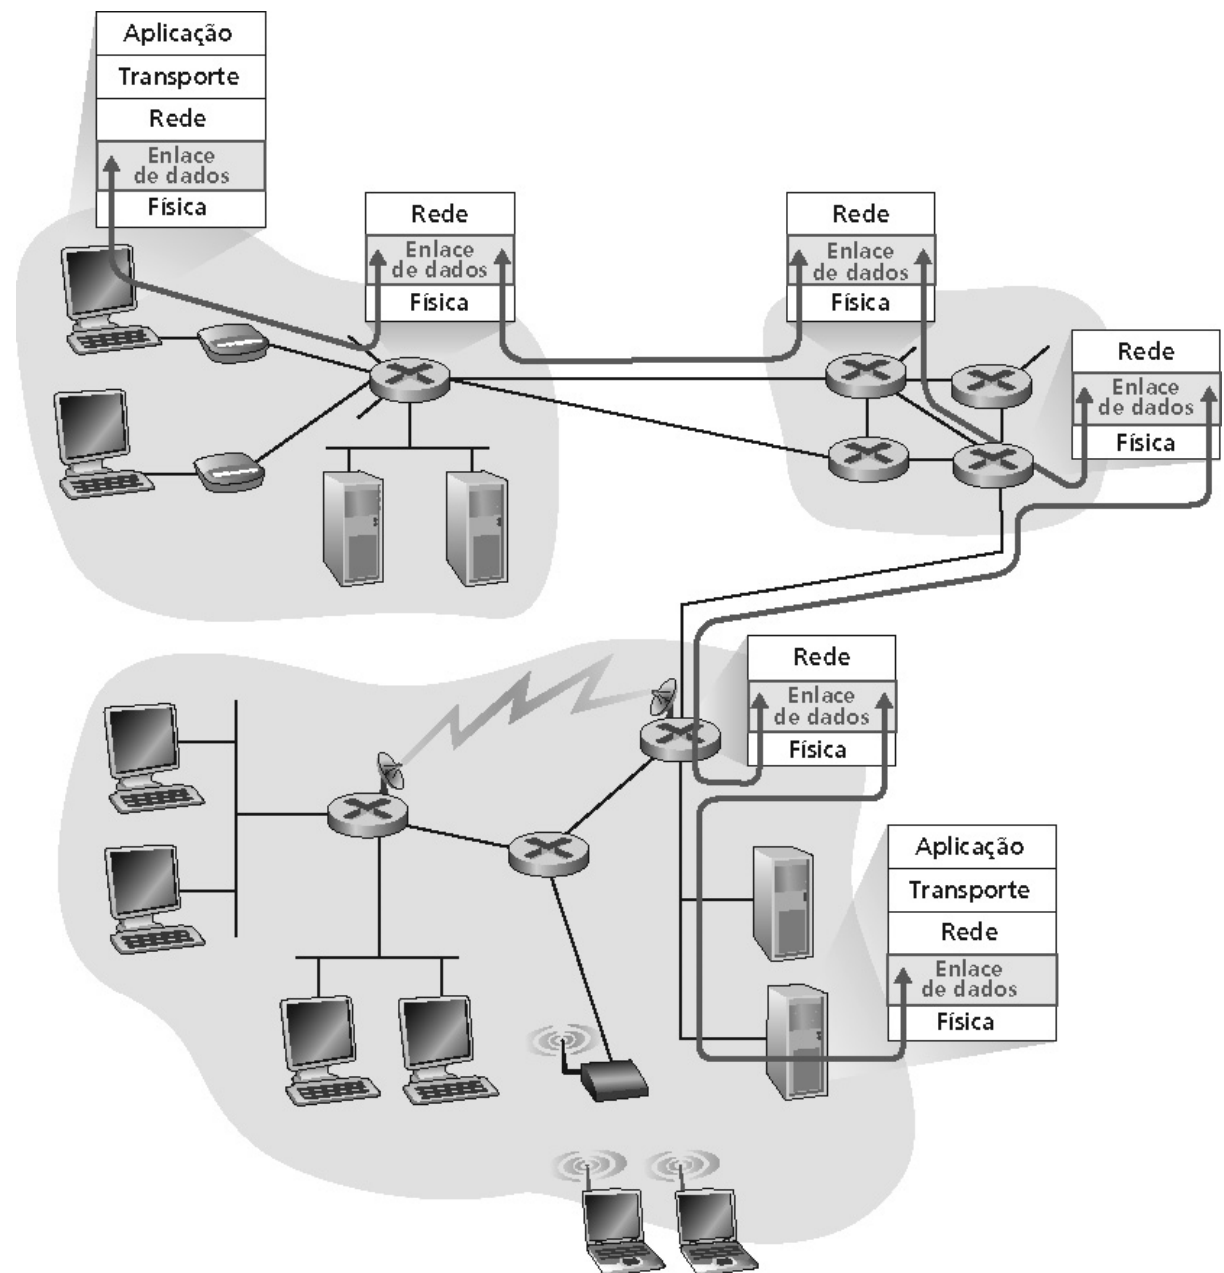 Aplicação
Transporte
Rede
Enlace
de dados
Física
Rede
Enlace
de dados
Física
Rede
Enlace
de dados
Física
Rede
Enlace
de dados
Física
Rede
Enlace
de dados
Física
Aplicação
Transporte
Rede
Enlace
de dados
Física